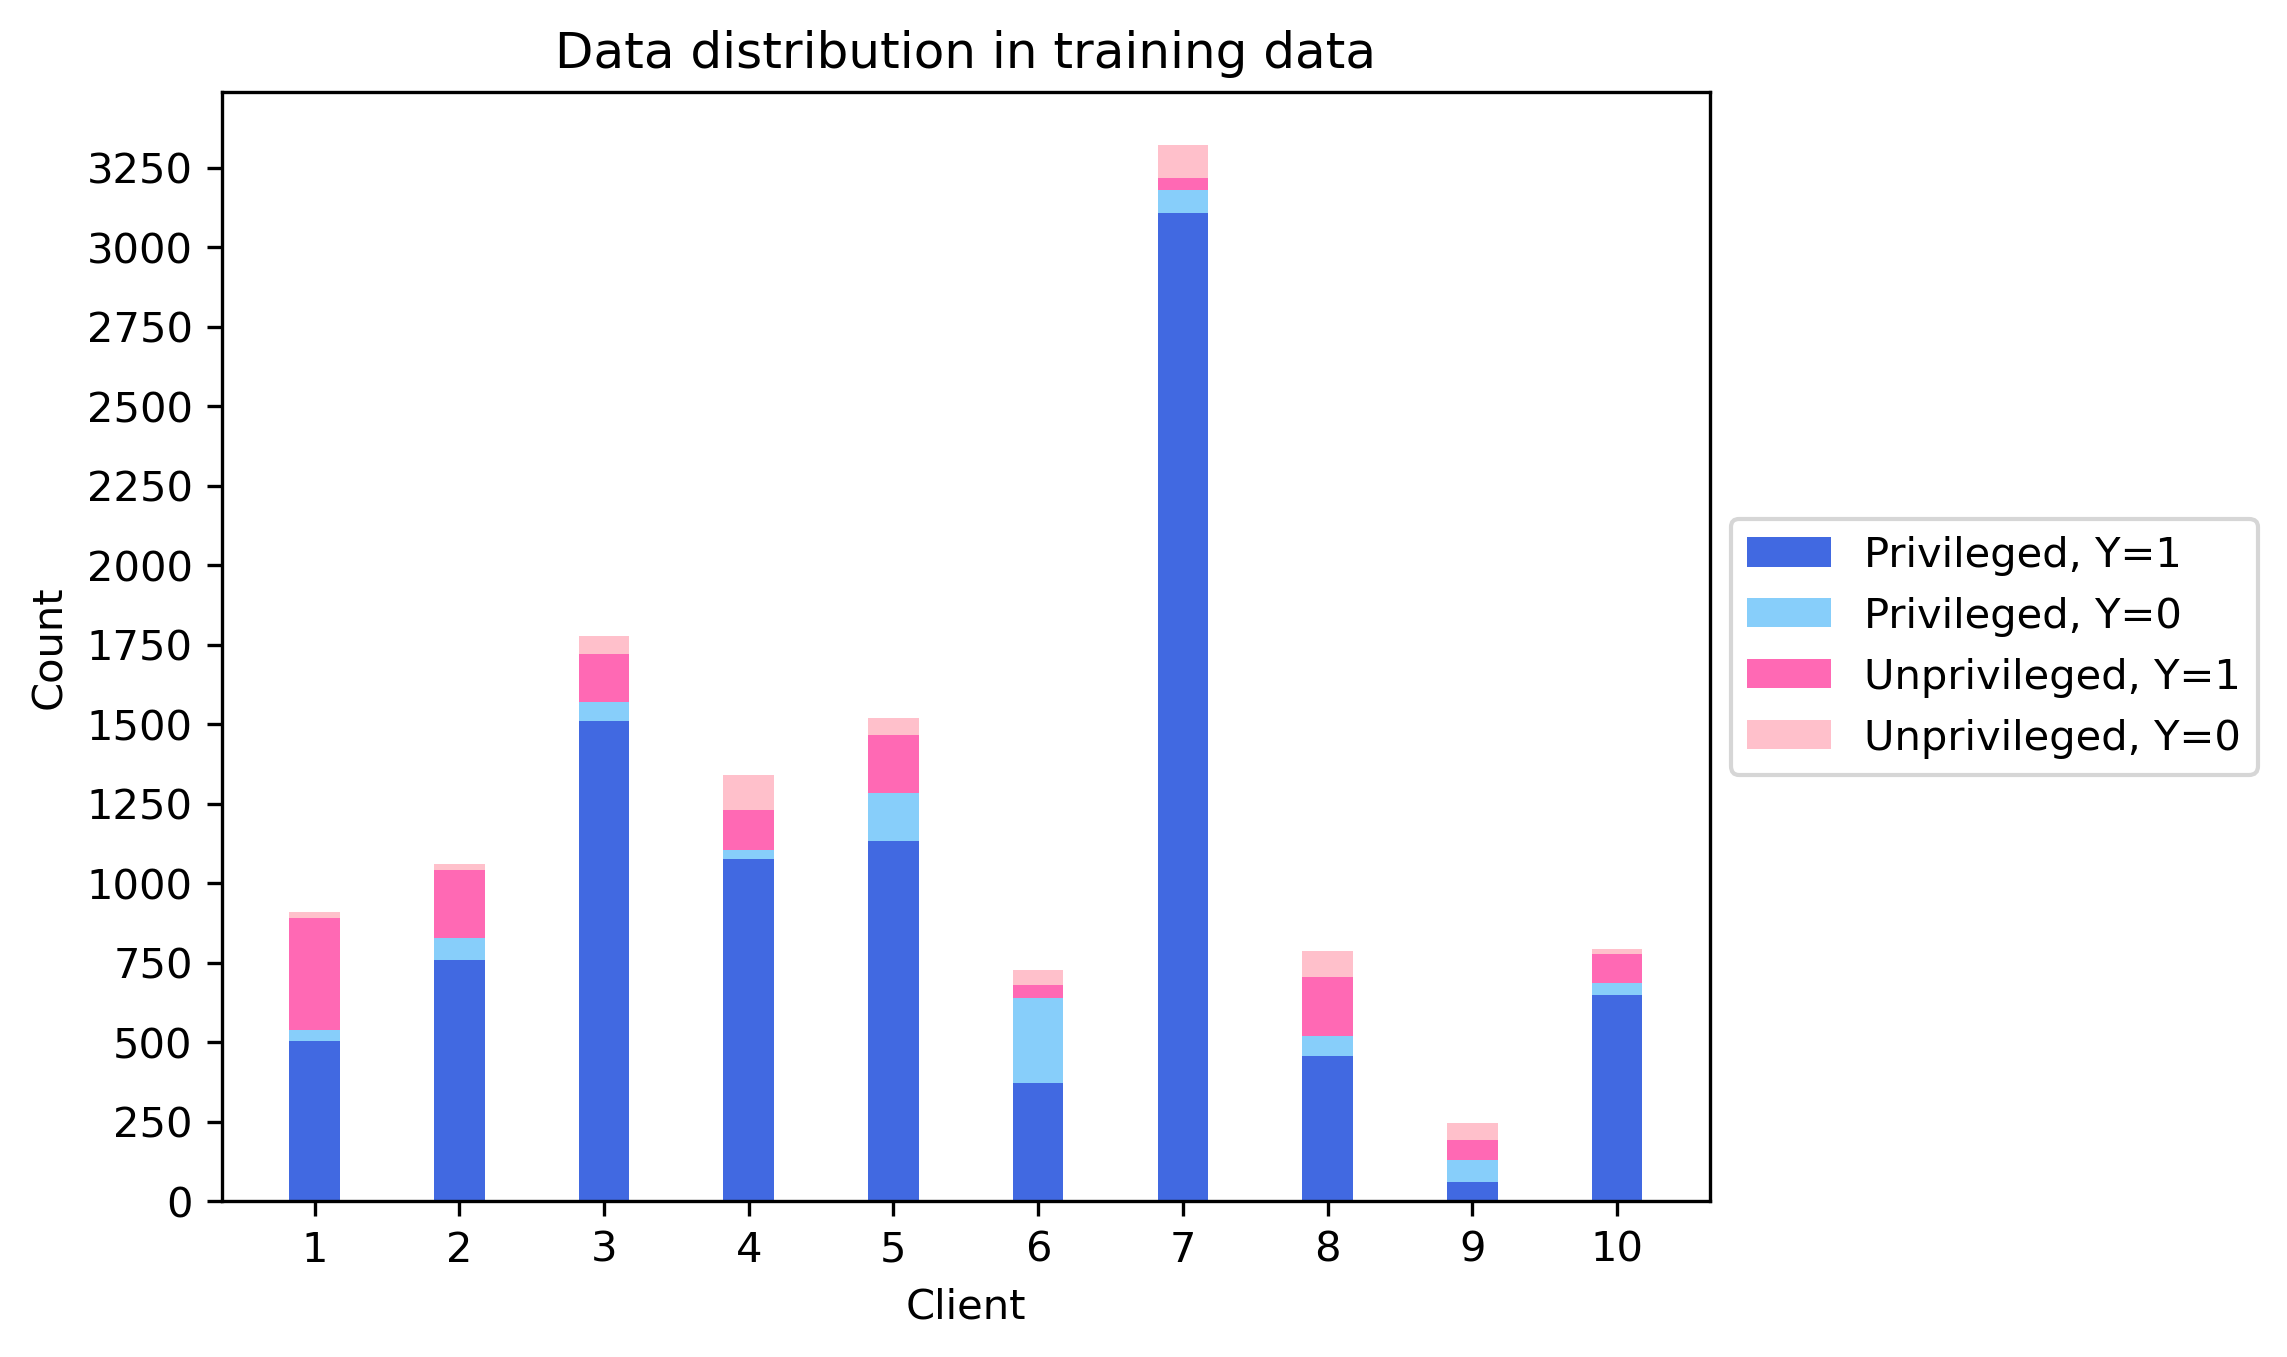 Data distribution in training data
Count
3250
3000
2750
2500
2250
2000
1750
1500
1250
1000
750
500
250
0
1 2 3 4 5 6 7 8 9 10
Client
Privileged, Y=1
Privileged, Y=0
Unprivileged, Y=1
Unprivileged, Y=0